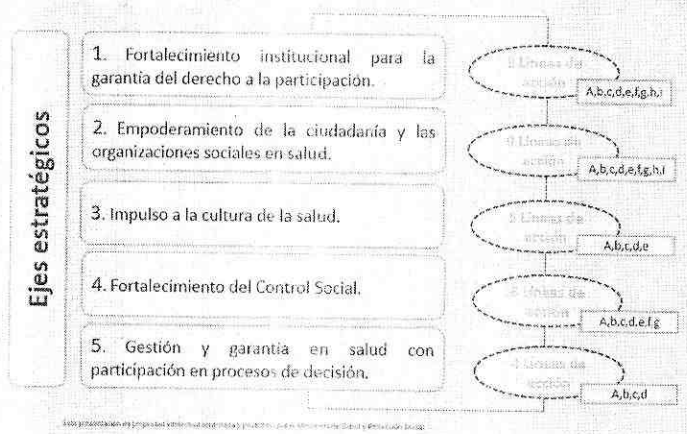 Ejes estratégicos
1. Fortalecimiento institucional para la
garantía del derecho a la participación.
Líneas de
acción
A,b,c,d,e,f,g,h,i
2. Empoderamiento de la ciudadanía y las
organizaciones sociales en salud.
9 Líneas de
acción
A,b,c,d,e,f,g,h,i
3. Impulso a la cultura de la salud.
Líneas de
acción
A,b,c,d,e
4. Fortalecimiento del Control Social.
Líneas de
acción
A,b,c,d,e,f,g
5. Gestión y garantía en salud con
participación en procesos de decisión.
4 Líneas de
acción
A,b,c,d